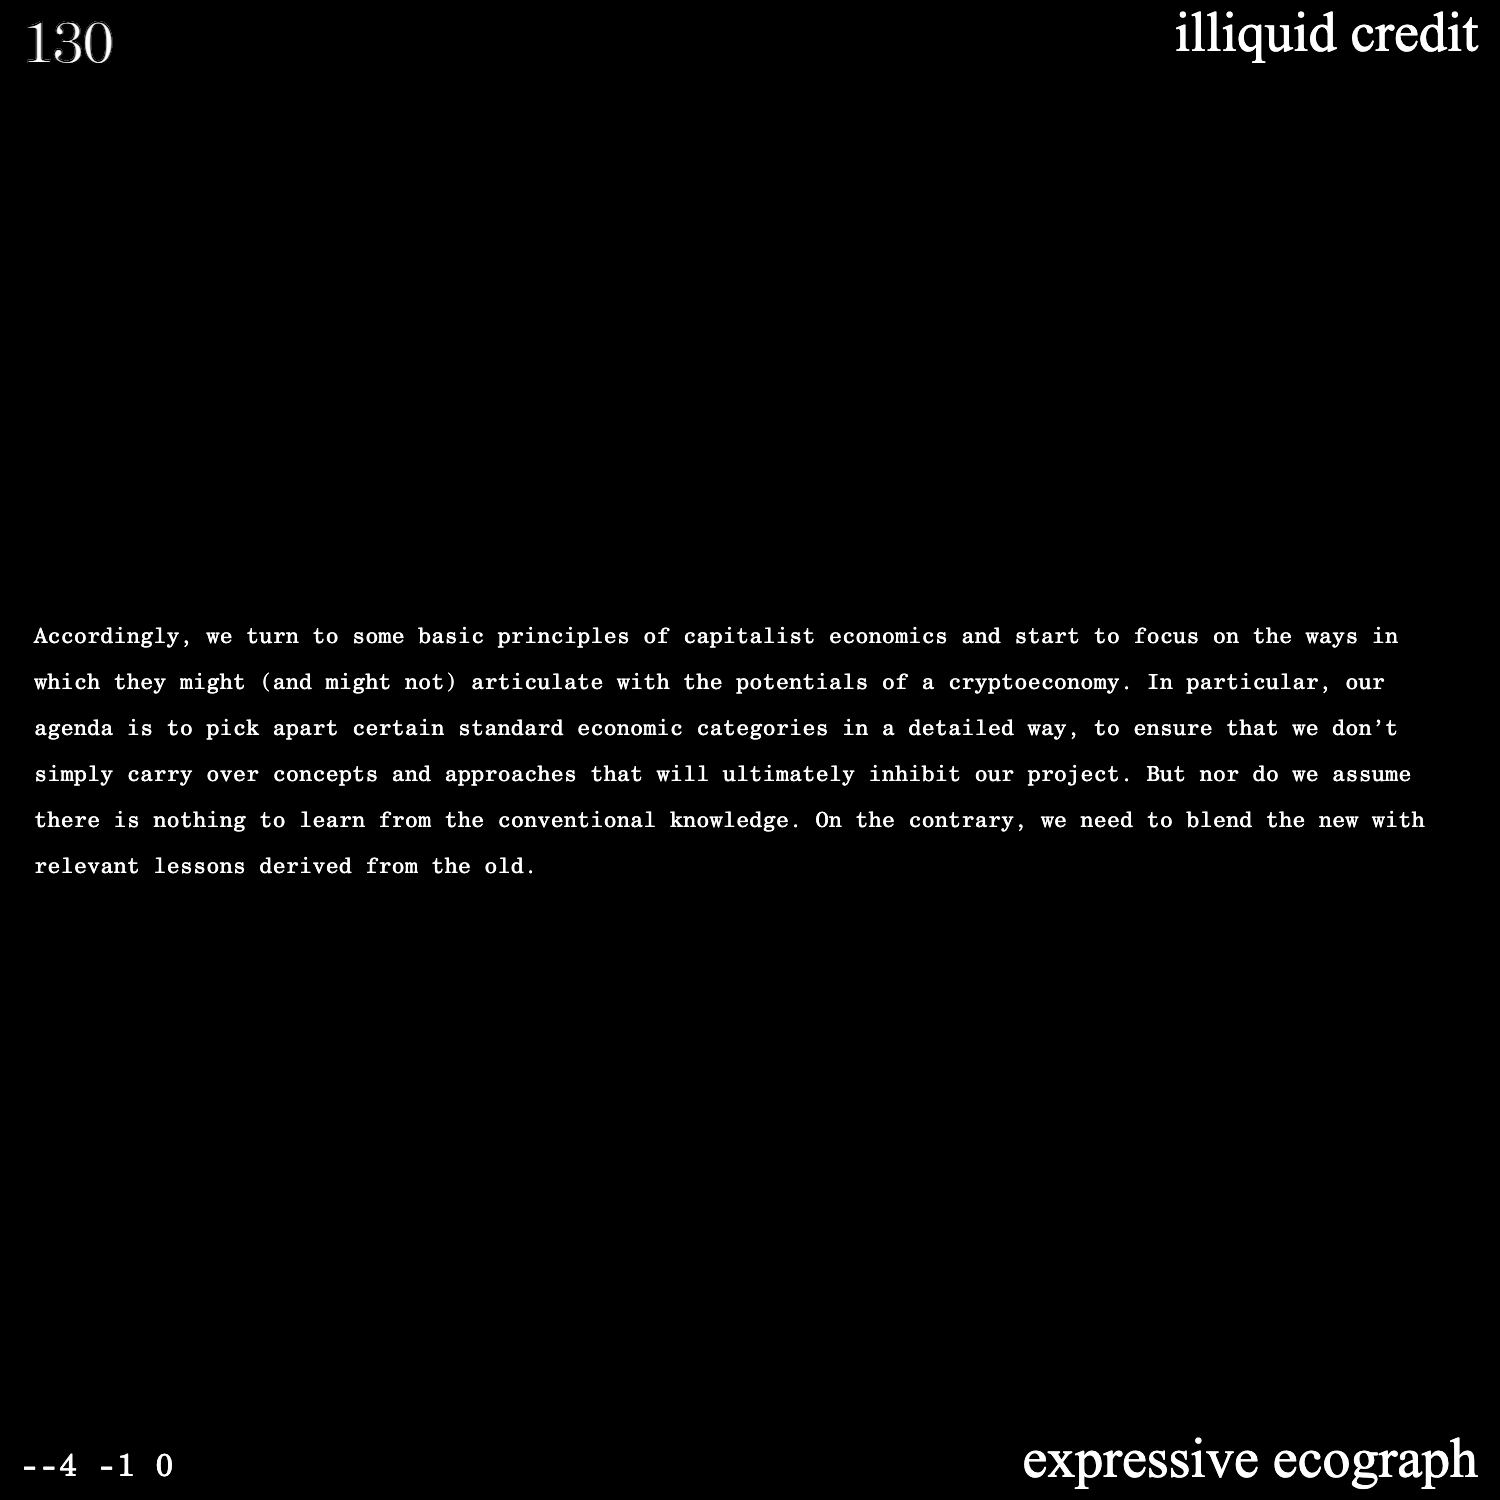 130
illiquid credit
Accordingly, we turn to some basic principles of capitalist economics and start to focus on the ways in
which they might (and might not) articulate with the potentials of a cryptoeconomy. In particular, our
agenda is to pick apart certain standard economic categories in a detailed way, to ensure that we don’t
simply carry over concepts and approaches that will ultimately inhibit our project. But nor do we assume
there is nothing to learn from the conventional knowledge. On the contrary, we need to blend the new with
relevant lessons derived from the old.
--4 -1 0
expressive ecograph